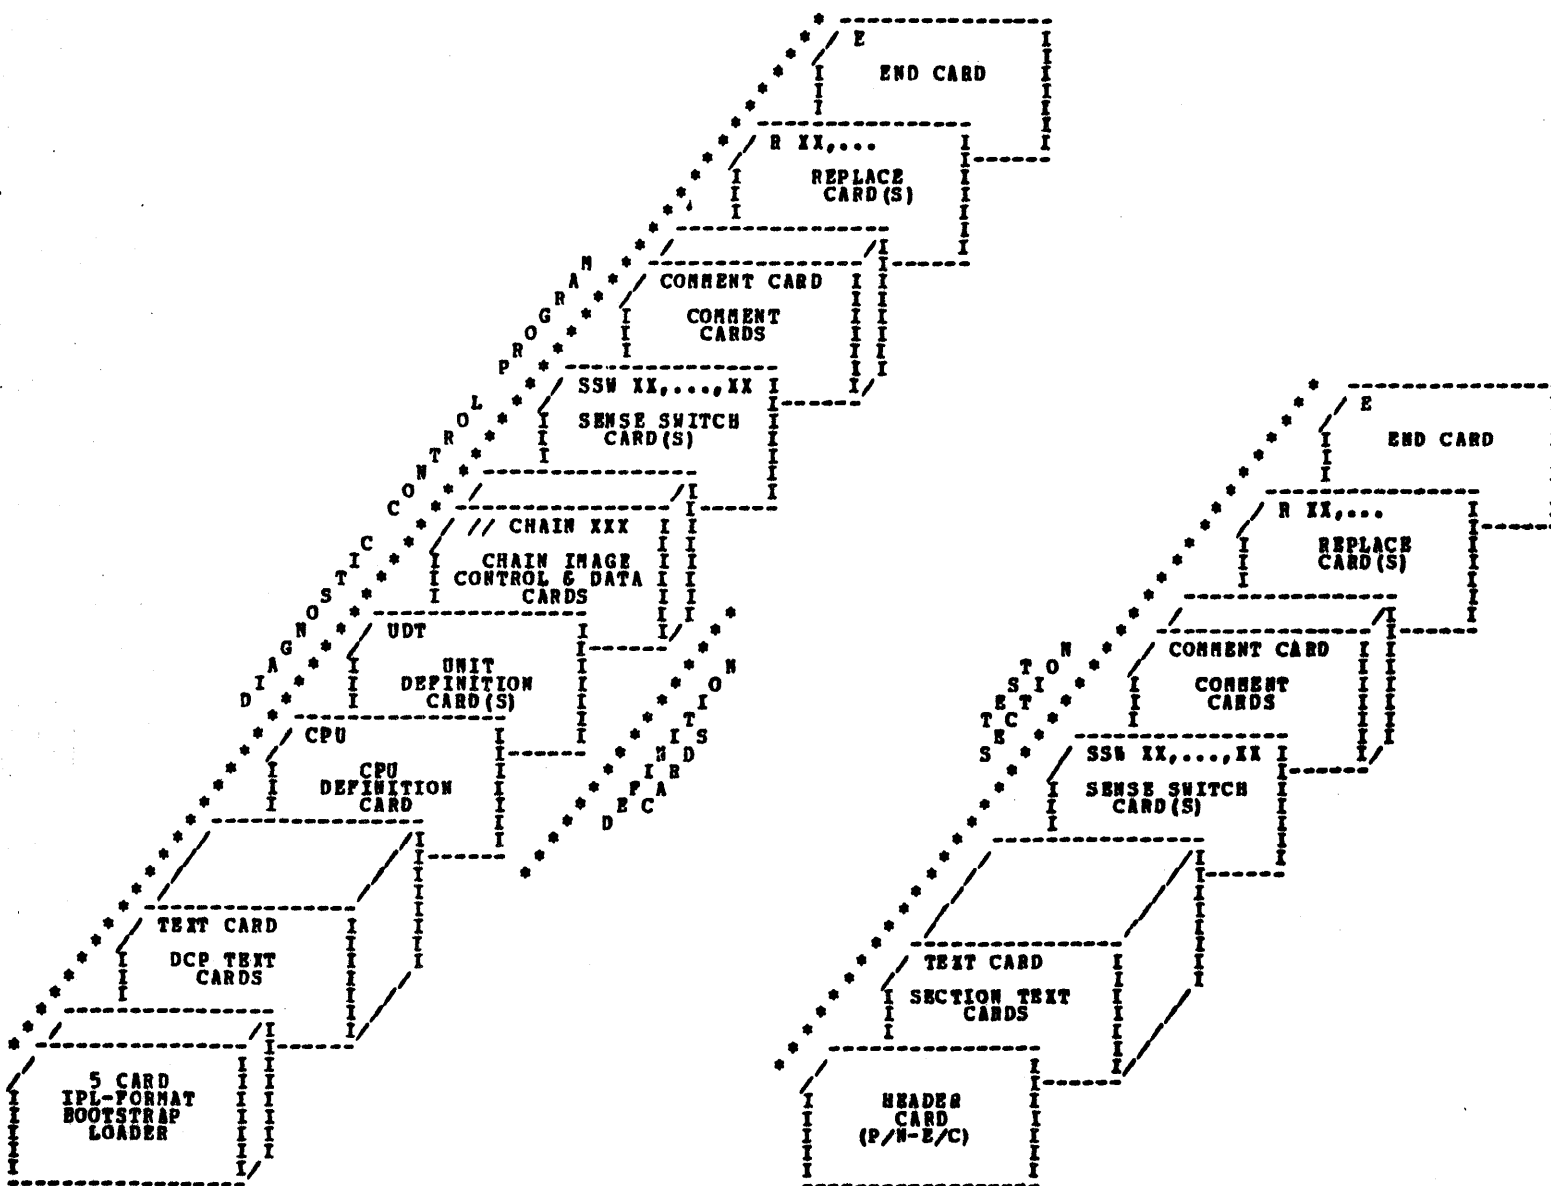 E
END CARD
R XX,...
REPLACE
CARD(S)
COMMENT CARD
COMMENT
CARDS
SSW XX,...,XX
SENSE SWITCH
CARD(S)
// CHAIN XXX
CHAIN IMAGE
CONTROL & DATA
CARDS
UDT
UNIT
DEFINITION
CARD(S)
CPU
CPU
DEFINITION
CARD
TEXT CARD
DCP TEXT
CARDS
5 CARD
IPL-FORMAT
BOOTSTRAP
LOADER
DIAGNOSTIC CONTROL PROGRAM
DEFINITION
CARDS
E
END CARD
R XX,...
REPLACE
CARD(S)
COMMENT CARD
COMMENT
CARDS
SSW XX,...,XX
SENSE SWITCH
CARD(S)
TEXT CARD
SECTION TEXT
CARDS
HEADER
CARD
(P/N-E/C)
TEST
SECTION